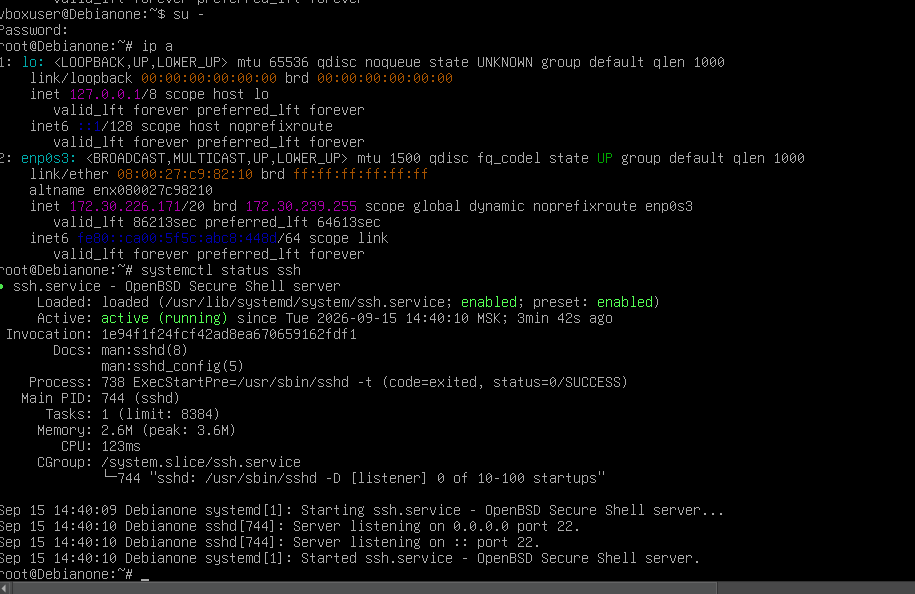 valid_lft forever preferred_lft forever
vboxuser@Debianone:~$ su -
Password:
root@Debianone:~# ip a
1: lo: <LOOPBACK,UP,LOWER_UP> mtu 65536 qdisc noqueue state UNKNOWN group default qlen 1000
link/loopback 00:00:00:00:00:00 brd 00:00:00:00:00:00
inet 127.0.0.1/8 scope host lo
valid_lft forever preferred_lft forever
inet6 ::1/128 scope host noprefixroute
valid_lft forever preferred_lft forever
2: enp0s3: <BROADCAST,MULTICAST,UP,LOWER_UP> mtu 1500 qdisc fq_codel state UP group default qlen 1000
link/ether 08:00:27:c9:82:10 brd ff:ff:ff:ff:ff:ff
altname enx080027c98210
inet 172.30.226.171/20 brd 172.30.239.255 scope global dynamic noprefixroute enp0s3
valid_lft 86213sec preferred_lft 64613sec
inet6 /64 scope link
valid_lft forever preferred_lft forever
root@Debianone:~# systemctl status ssh
● ssh.service - OpenBSD Secure Shell server
Loaded: loaded (/usr/lib/systemd/system/ssh.service; enabled; preset: enabled)
Active: active (running) since Tue 2026-09-15 14:40:10 MSK; 3min 42s ago
Invocation: 1e94f1f24fcf42ad8ea670659162fdf1
Docs: man:sshd(8)
man:sshd_config(5)
Process: 738 ExecStartPre=/usr/sbin/sshd -t (code=exited, status=0/SUCCESS)
Main PID: 744 (sshd)
Tasks: 1 (limit: 8384)
Memory: 2.6M (peak: 3.6M)
CPU: 123ms
CGroup: /system.slice/ssh.service
└─744 "sshd: /usr/sbin/sshd -D [listener] 0 of 10-100 startups"
Sep 15 14:40:09 Debianone systemd[1]: Starting ssh.service - OpenBSD Secure Shell server...
Sep 15 14:40:10 Debianone sshd[744]: Server listening on 0.0.0.0 port 22.
Sep 15 14:40:10 Debianone sshd[744]: Server listening on :: port 22.
Sep 15 14:40:10 Debianone systemd[1]: Started ssh.service - OpenBSD Secure Shell server.
root@Debianone:~# _